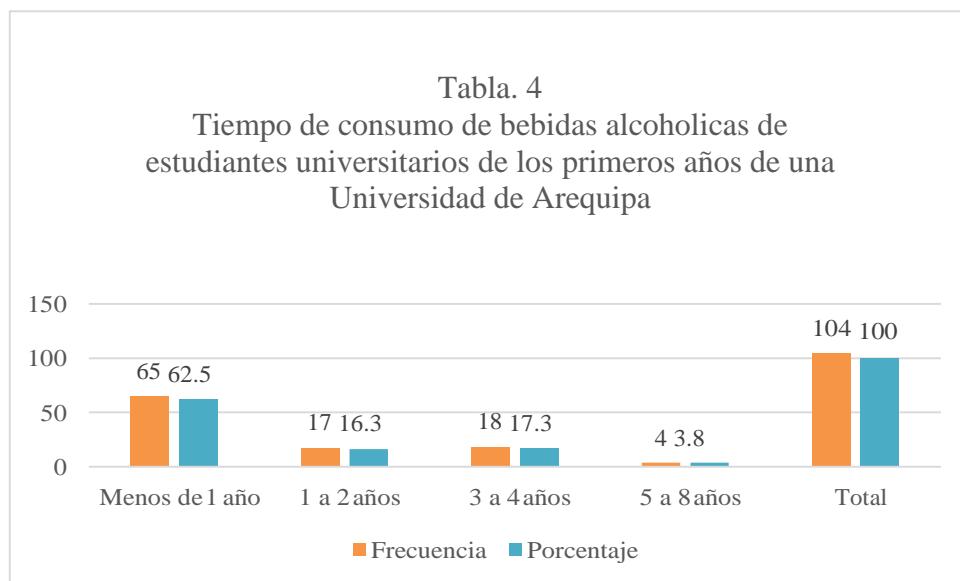 Tabla. 4
Tiempo de consumo de bebidas alcoholicas de
estudiantes universitarios de los primeros años de una
Universidad de Arequipa
150
100
50
0
65 62.5
17 16.3
18 17.3
4 3.8
104 100
Menos de 1 año 1 a 2 años 3 a 4 años 5 a 8 años Total
Frecuencia Porcentaje